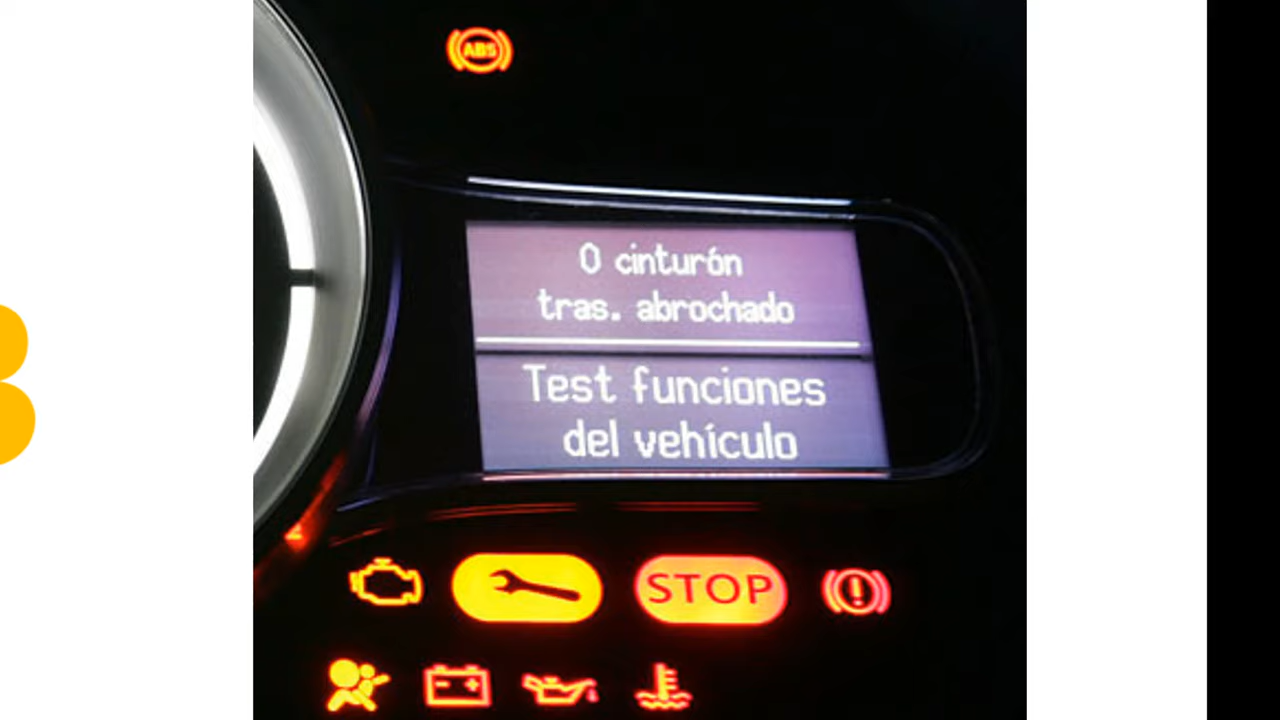 ABS
0 cinturón
tras. abrochado
Test funciones
del vehículo
STOP